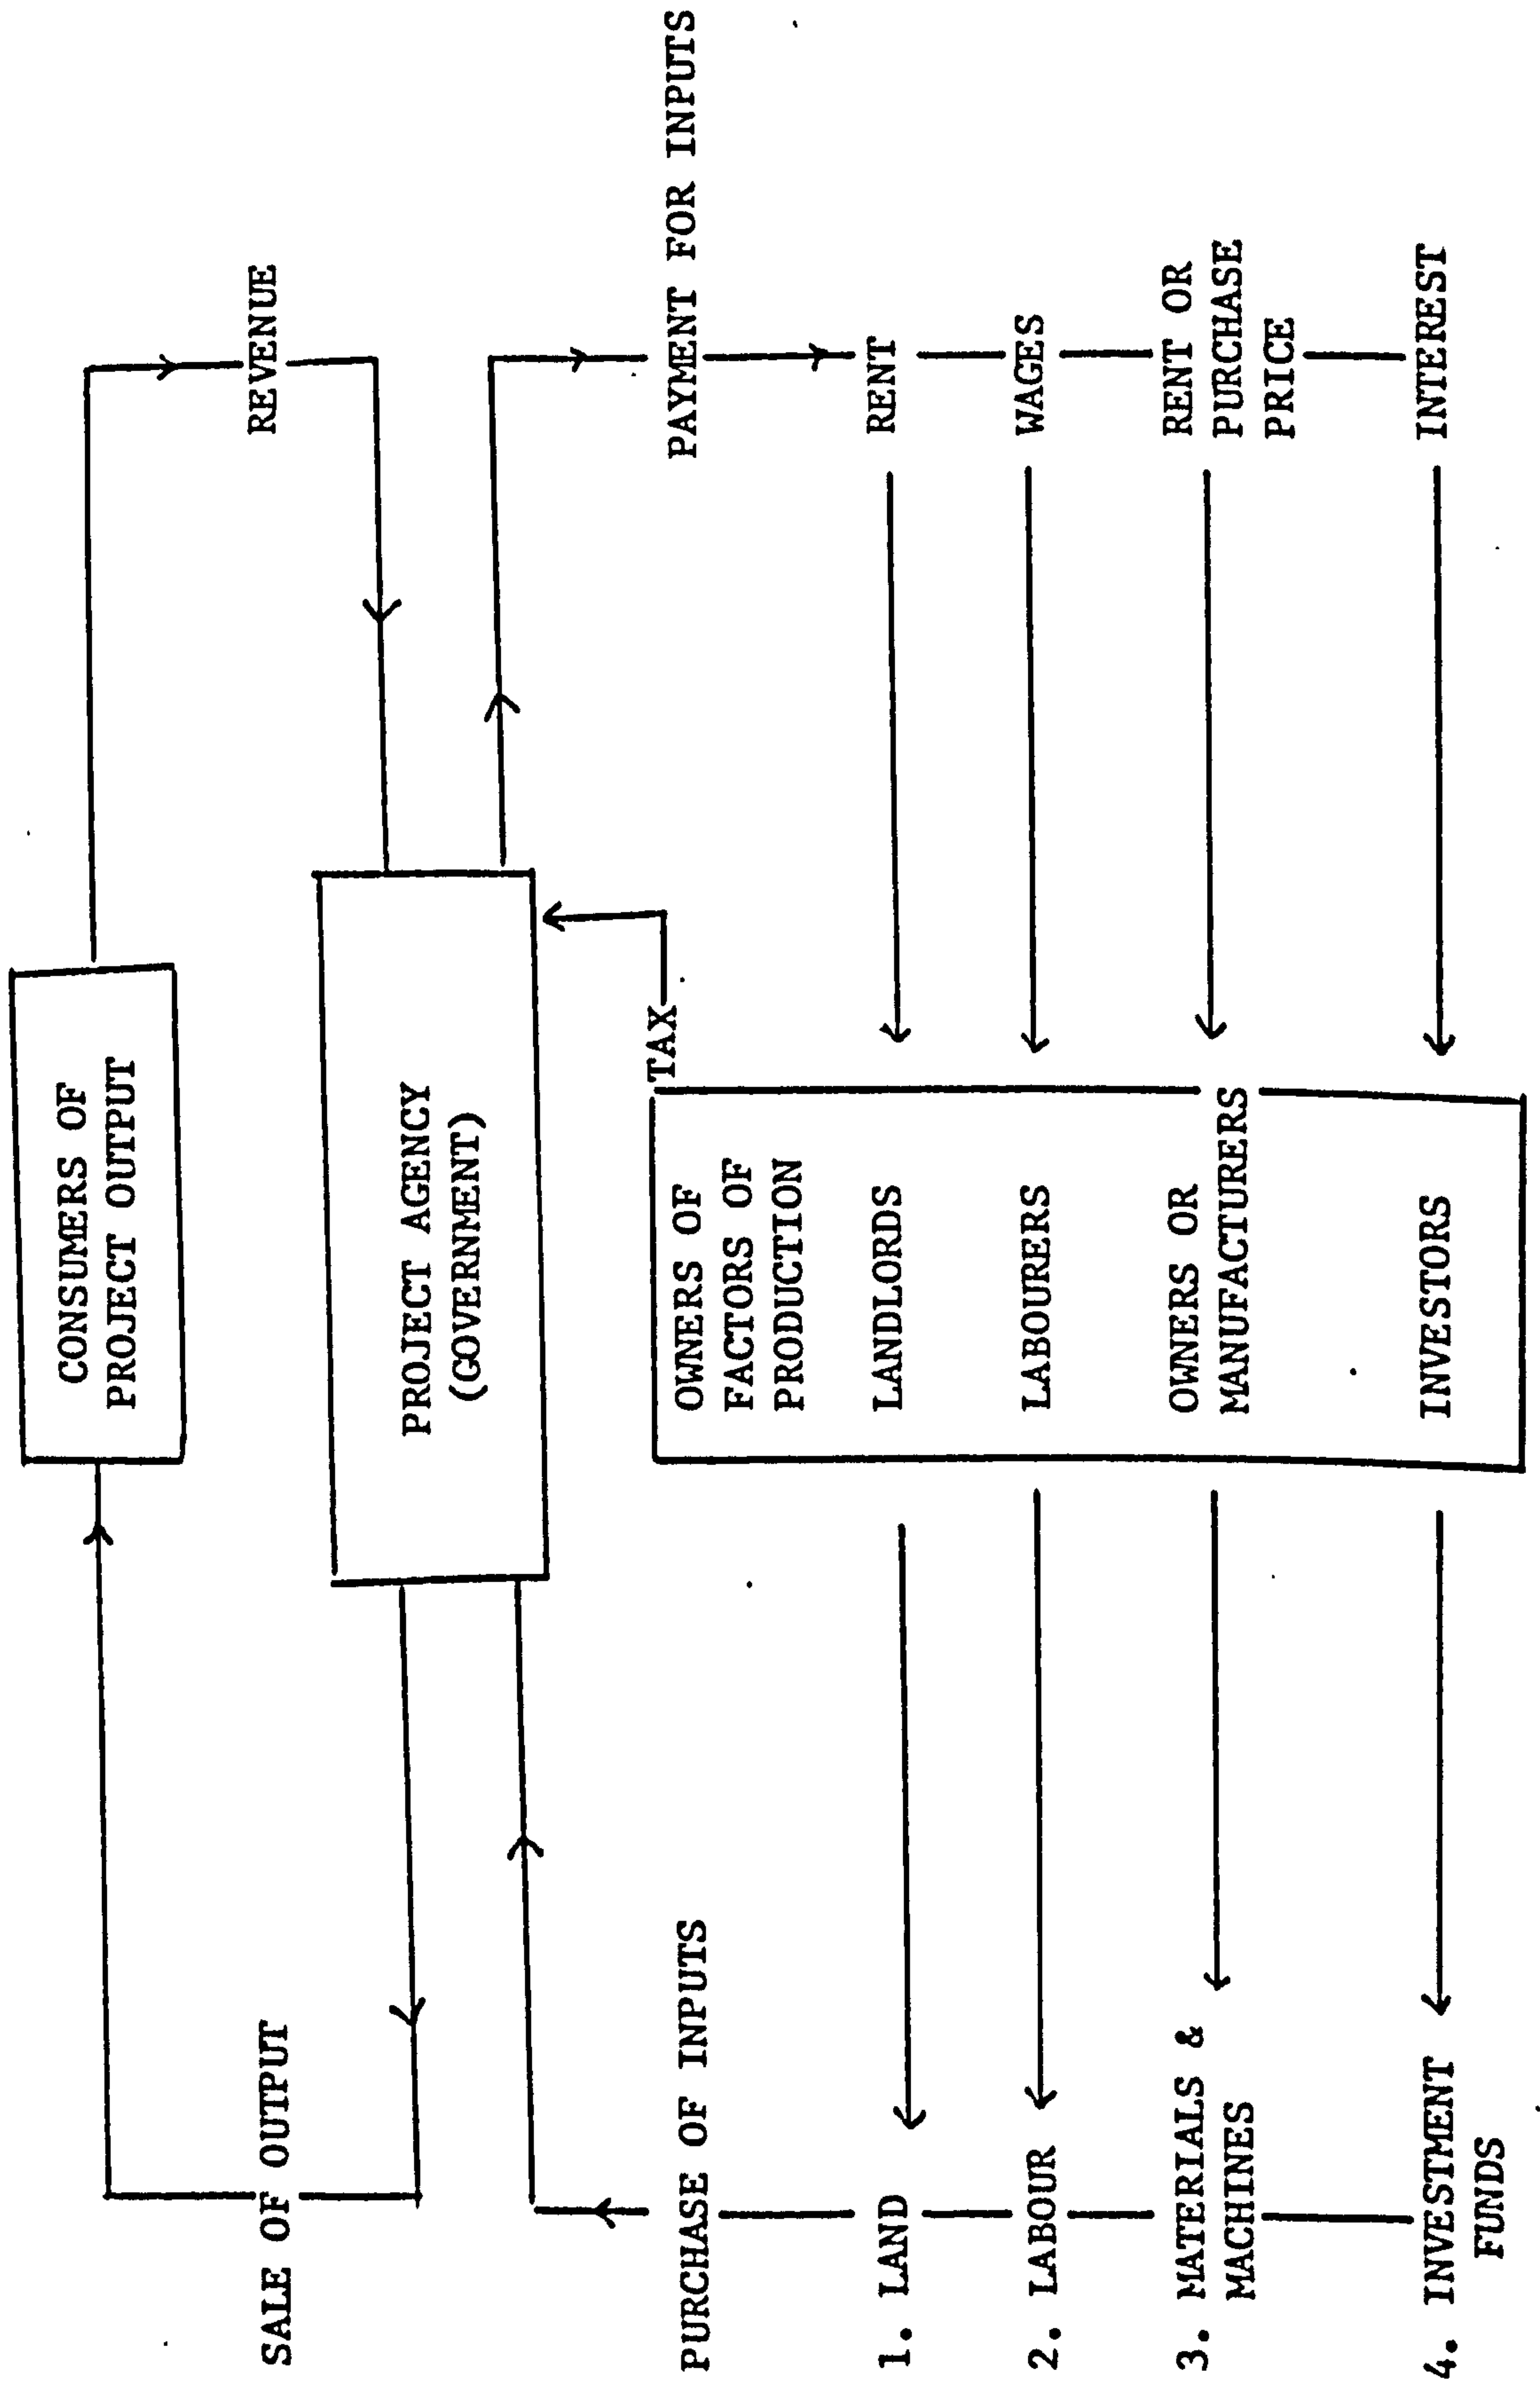 CONSUMERS OF
PROJECT OUTPUT
SALE OF OUTPUT
REVENUE
PROJECT AGENCY
(GOVERNMENT)
TAX
PURCHASE OF INPUTS
PAYMENT FOR INPUTS
OWNERS OF
FACTORS OF
PRODUCTION
1. LAND
LANDLORDS
RENT
2. LABOUR
LABOURERS
WAGES
3. MATERIALS &
MACHINES
OWNERS OR
MANUFACTURERS
RENT OR
PURCHASE
PRICE
4. INVESTMENT
FUNDS
INVESTORS
INTEREST